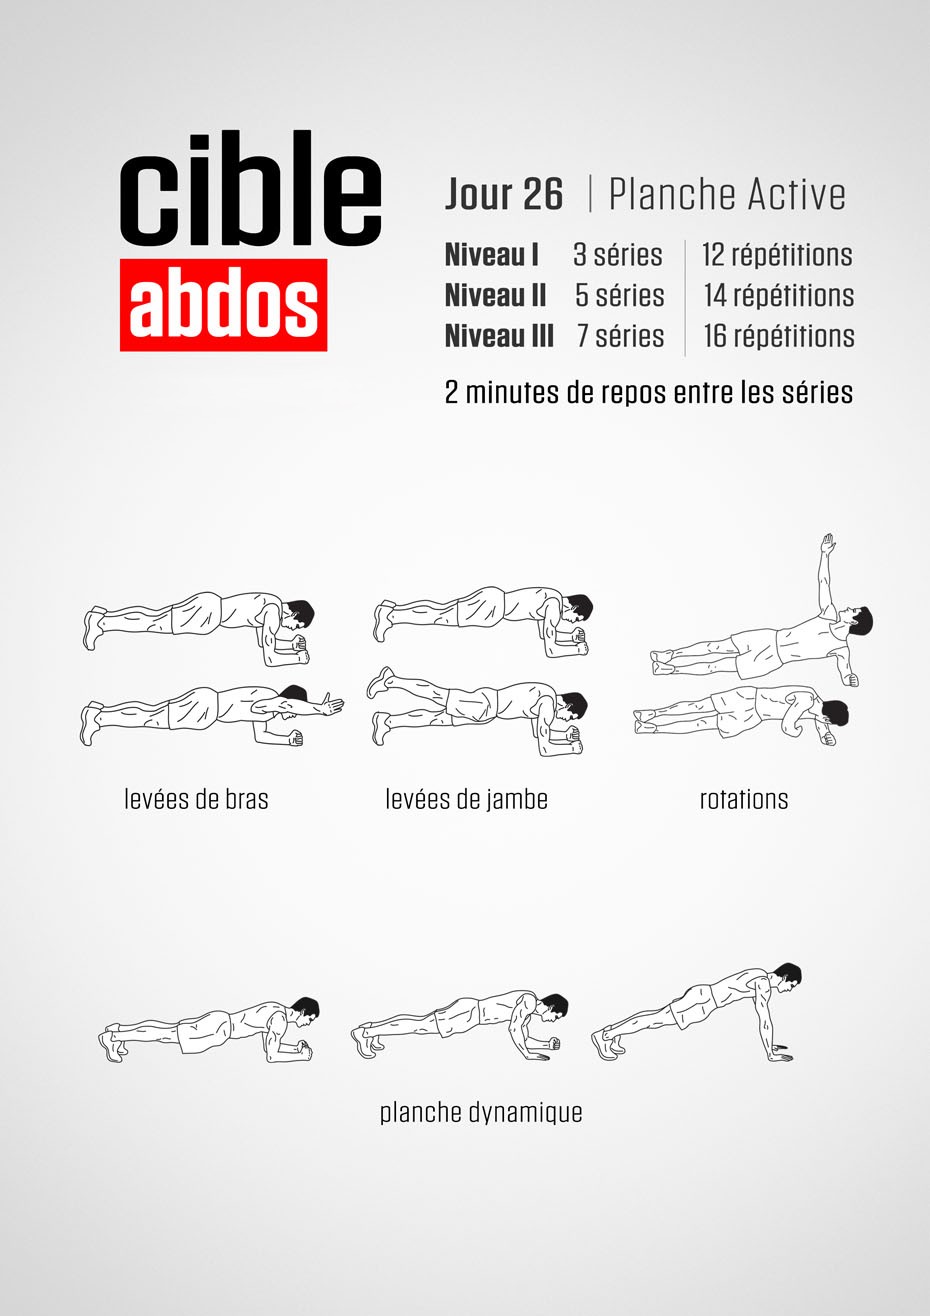 cible
abdos
Jour 26 | Planche Active
Niveau I 3 séries 12 répétitions
Niveau II 5 séries 14 répétitions
Niveau III 7 séries 16 répétitions
2 minutes de repos entre les séries
levées de bras
levées de jambe
rotations
planche dynamique